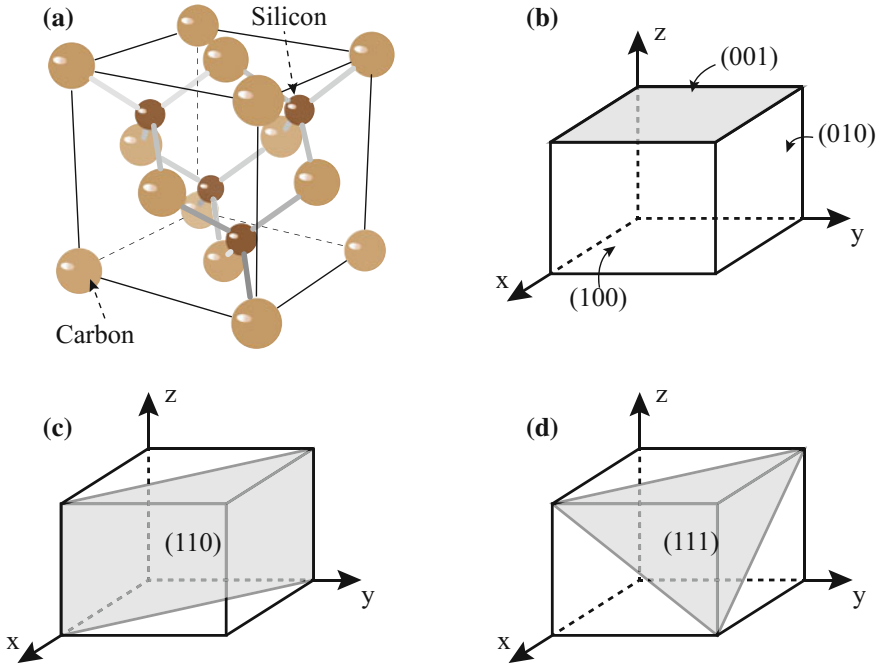 (a)
Silicon
Carbon
(b)
z
(001)
(010)
y
x
(100)
(c)
z
(110)
y
x
(d)
z
(111)
y
x